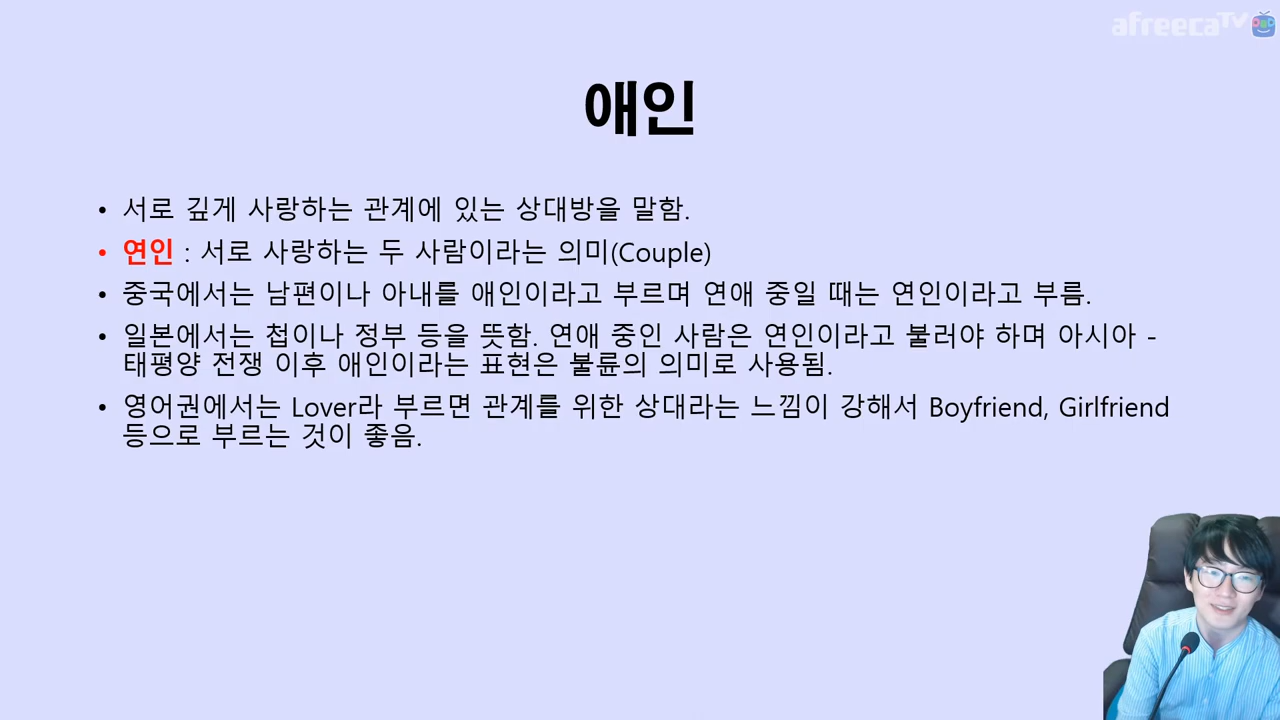 afreecaTV
애인
• 서로 깊게 사랑하는 관계에 있는 상대방을 말함.
• 연인 : 서로 사랑하는 두 사람이라는 의미(Couple)
• 중국에서는 남편이나 아내를 애인이라고 부르며 연애 중일 때는 연인이라고 부름.
• 일본에서는 첩이나 정부 등을 뜻함. 연애 중인 사람은 연인이라고 불러야 하며 아시아 -
태평양 전쟁 이후 애인이라는 표현은 불륜의 의미로 사용됨.
• 영어권에서는 Lover라 부르면 관계를 위한 상대라는 느낌이 강해서 Boyfriend, Girlfriend
등으로 부르는 것이 좋음.